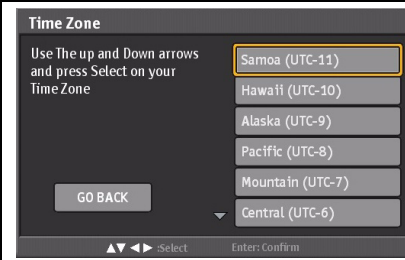 Time Zone
Use The up and Down arrows
and press Select on your
Time Zone
Samoa (UTC-11)
Hawaii (UTC-10)
Alaska (UTC-9)
Pacific (UTC-8)
Mountain (UTC-7)
Central (UTC-6)
GO BACK
▲▼ ◀▶ :Select Enter: Confirm